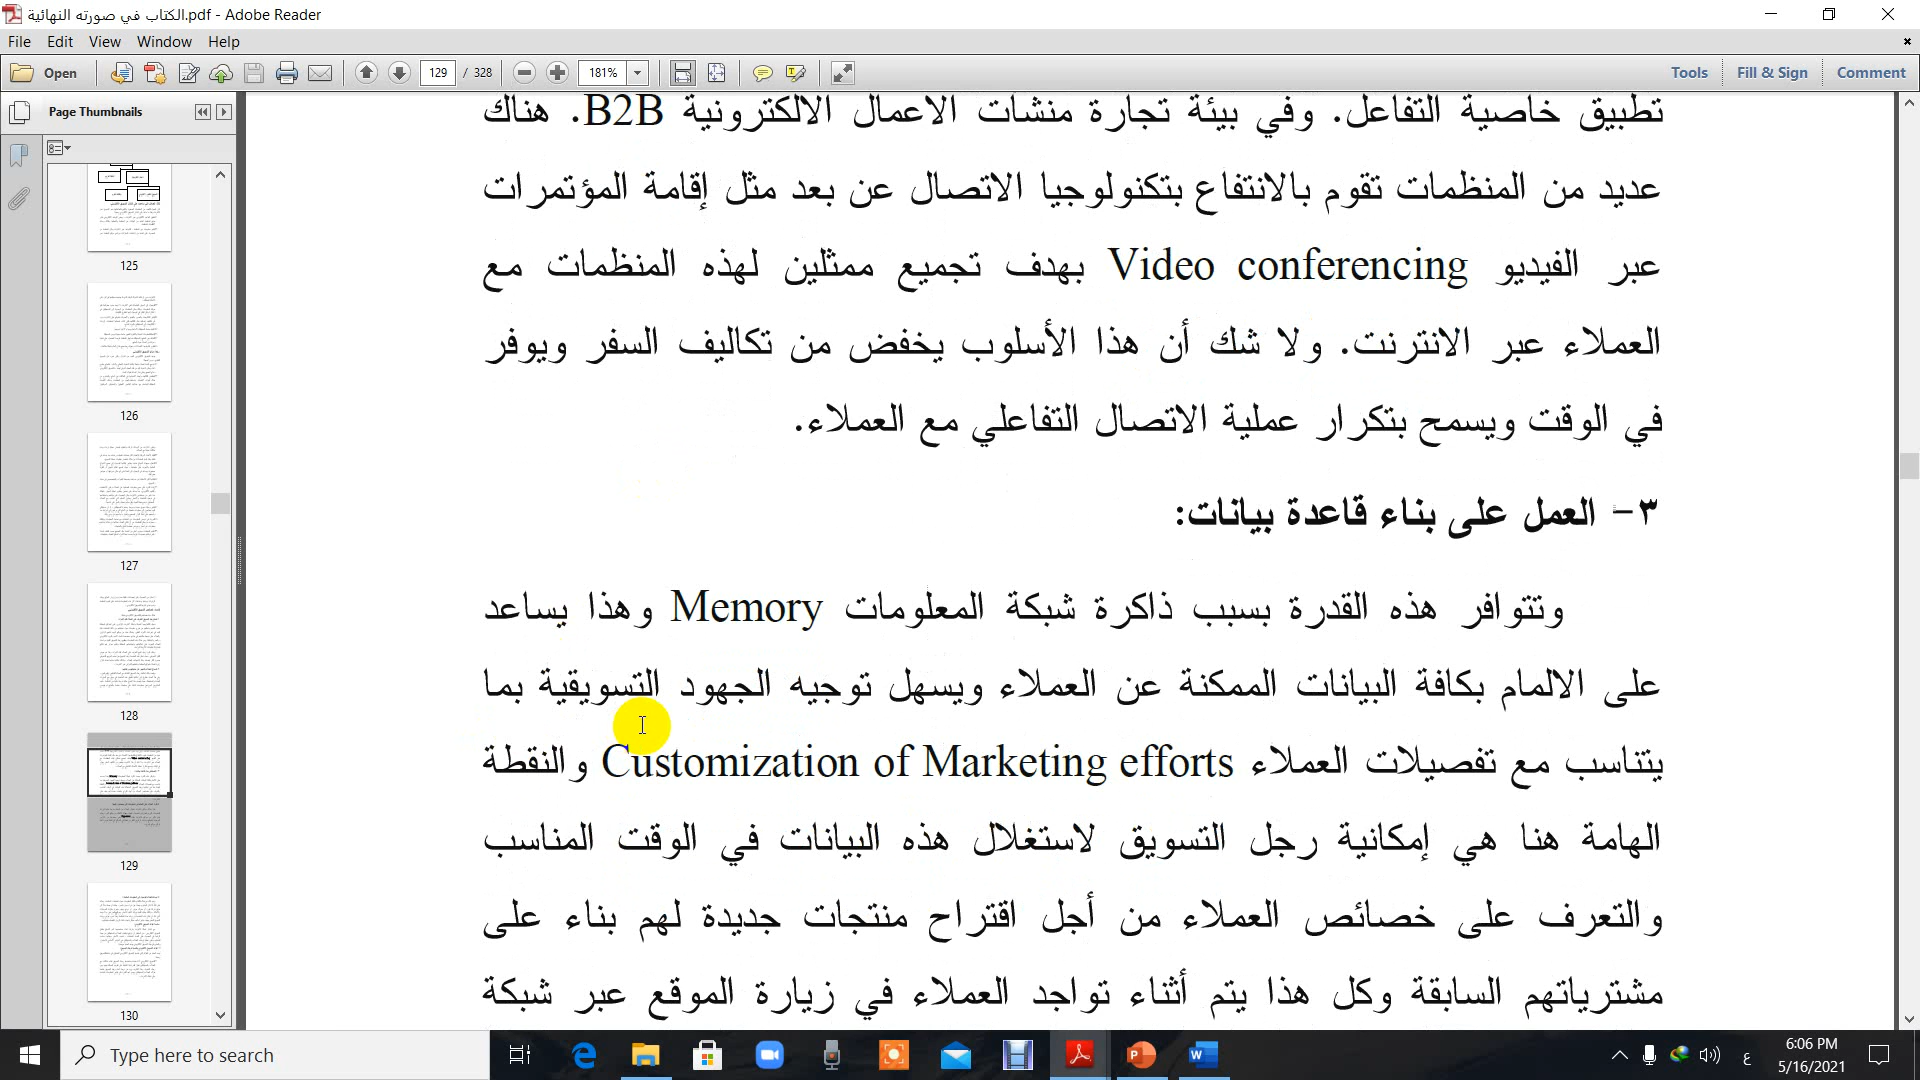 الكتاب في صورته النهائية.pdf - Adobe Reader
File Edit View Window Help
Open 129 / 328 181% Tools Fill & Sign Comment
Page Thumbnails
125
126
127
128
129
130
تطبيق خاصية التفاعل. وفي بيئة تجارة منشآت الاعمال الالكترونية B2B. هناك
عديد من المنظمات تقوم بالانتفاع بتكنولوجيا الاتصال عن بعد مثل إقامة المؤتمرات
عبر الفيديو Video conferencing بهدف تجميع ممثلين لهذه المنظمات مع
العملاء عبر الانترنت. ولا شك أن هذا الأسلوب يخفض من تكاليف السفر ويوفر
في الوقت ويسمح بتكرار عملية الاتصال التفاعلي مع العملاء.
٣- العمل على بناء قاعدة بيانات:
وتتوافر هذه القدرة بسبب ذاكرة شبكة المعلومات Memory وهذا يساعد
على الالمام بكافة البيانات الممكنة عن العملاء ويسهل توجيه الجهود التسويقية بما
يتناسب مع تفصيلات العملاء Customization of Marketing efforts والنقطة
الهامة هنا هي إمكانية رجل التسويق لاستغلال هذه البيانات في الوقت المناسب
والتعرف على خصائص العملاء من أجل اقتراح منتجات جديدة لهم بناء على
مشترياتهم السابقة وكل هذا يتم أثناء تواجد العملاء في زيارة الموقع عبر شبكة
Type here to search
ع
6:06 PM
5/16/2021